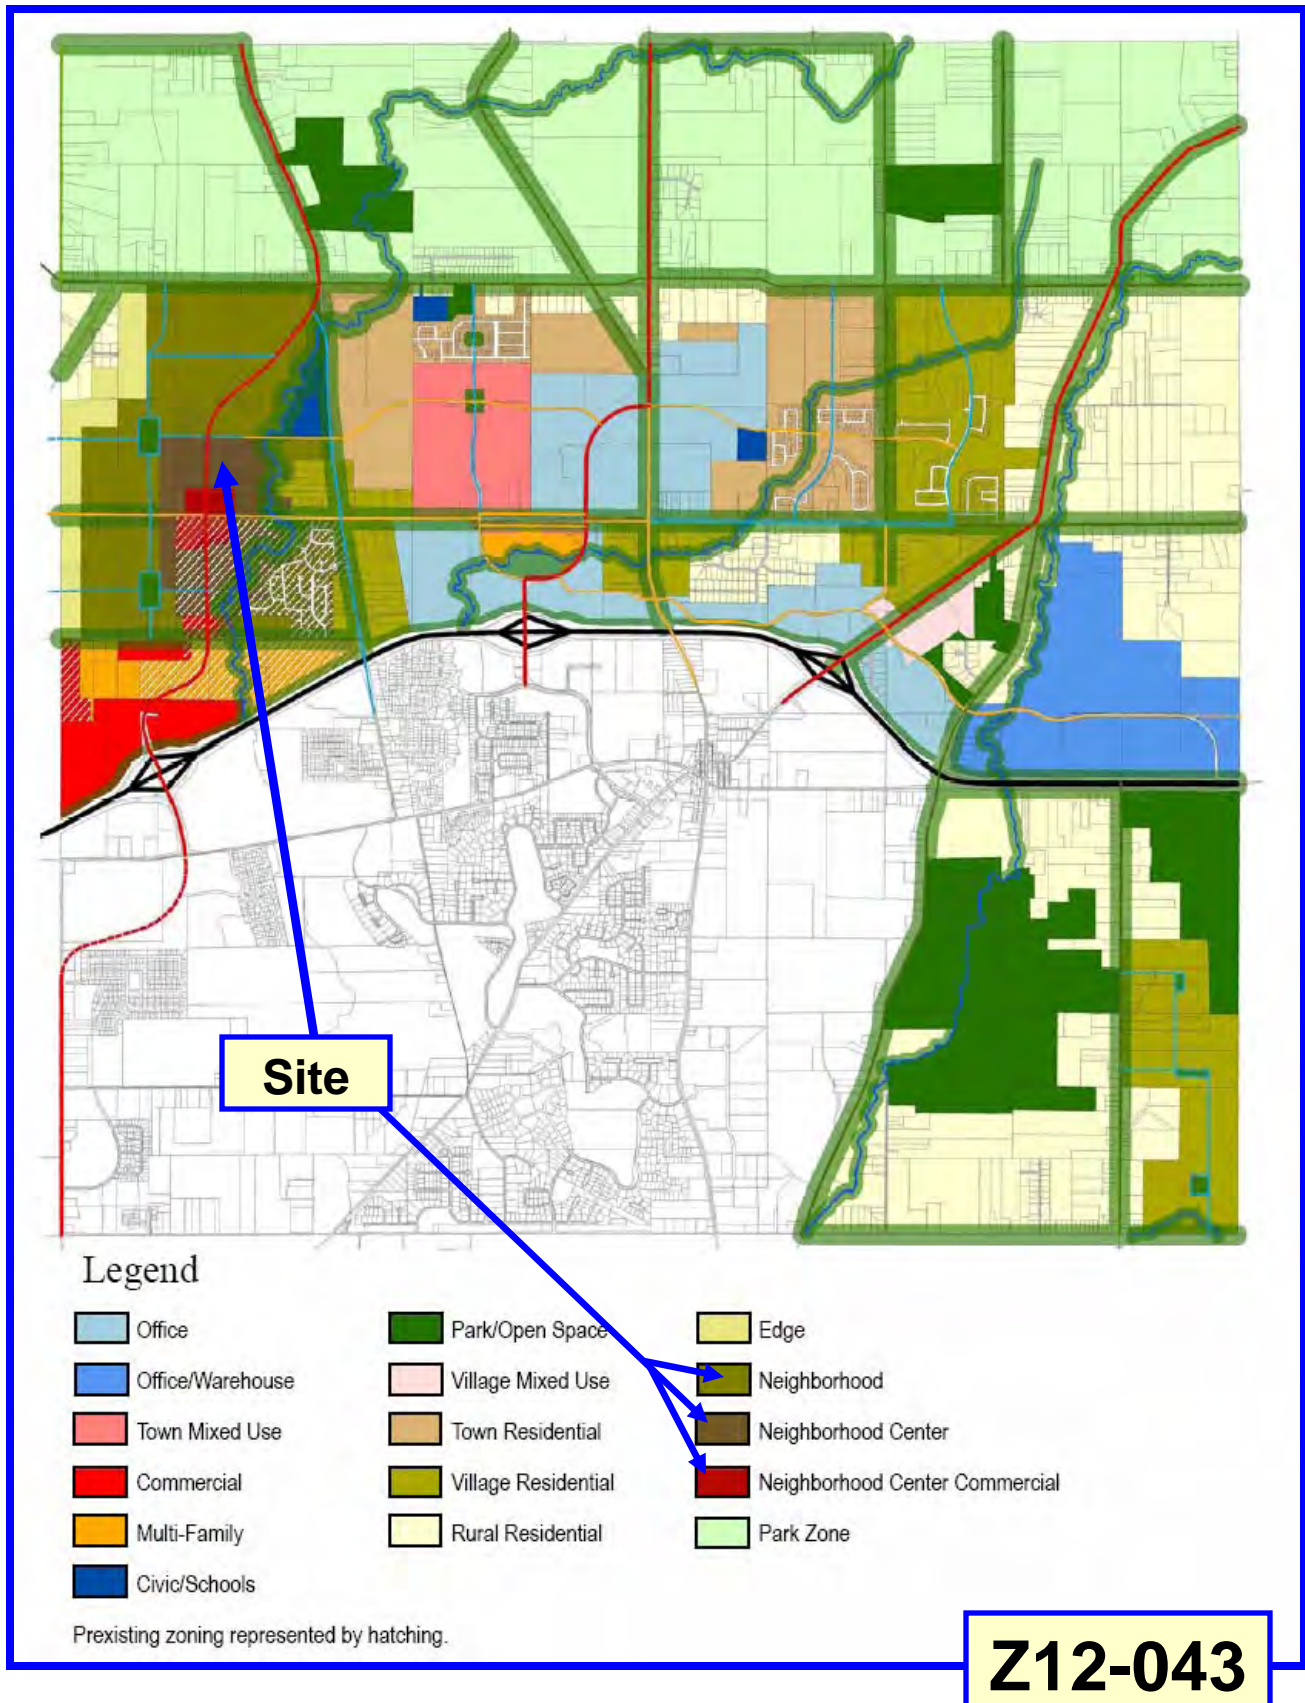 Site
Legend
Office
Park/Open Space
Edge
Office/Warehouse
Village Mixed Use
Neighborhood
Town Mixed Use
Town Residential
Neighborhood Center
Commercial
Village Residential
Neighborhood Center Commercial
Multi-Family
Rural Residential
Park Zone
Civic/Schools
Prexisting zoning represented by hatching.
Z12-043